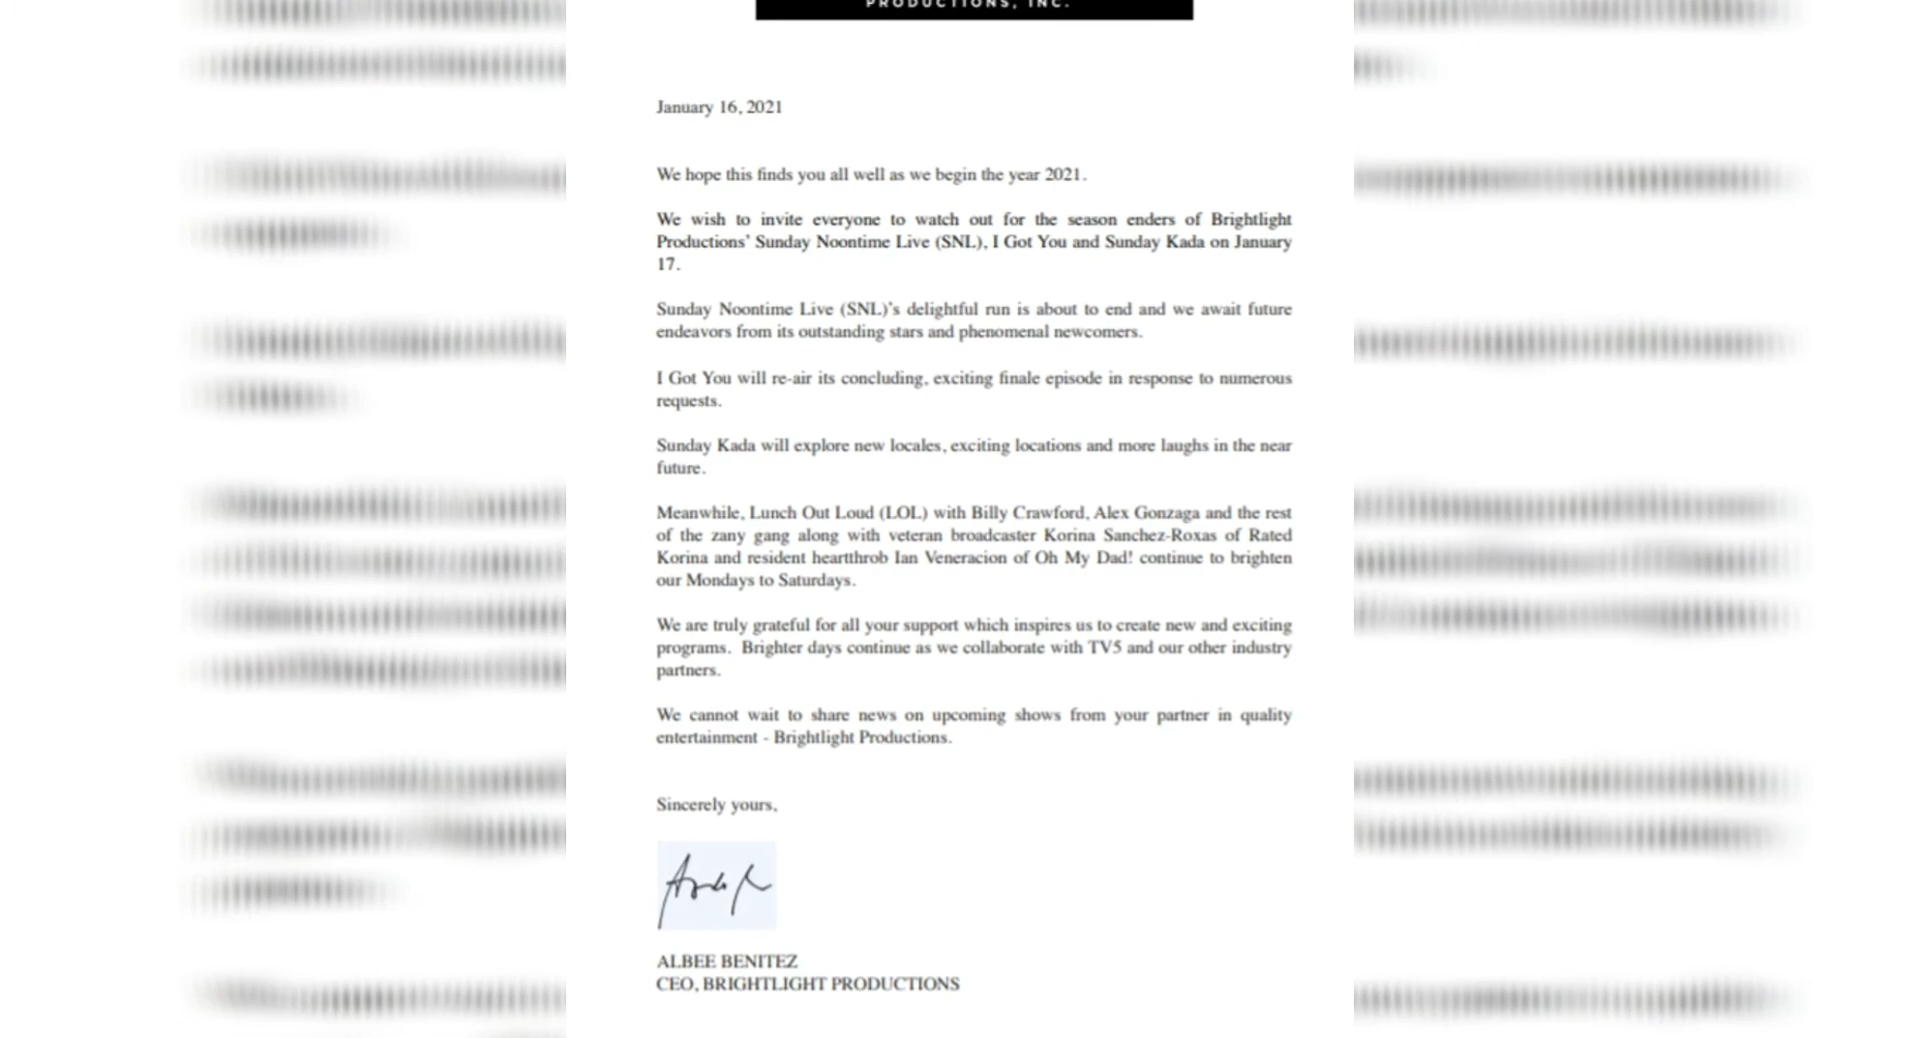 PRODUCTIONS, INC.
January 16, 2021
We hope this finds you all well as we begin the year 2021.
We wish to invite everyone to watch out for the season enders of Brightlight
Productions' Sunday Noontime Live (SNL), I Got You and Sunday Kada on January
17.
Sunday Noontime Live (SNL)'s delightful run is about to end and we await future
endeavors from its outstanding stars and phenomenal newcomers.
I Got You will re-air its concluding, exciting finale episode in response to numerous
requests.
Sunday Kada will explore new locales, exciting locations and more laughs in the near
future.
Meanwhile, Lunch Out Loud (LOL) with Billy Crawford, Alex Gonzaga and the rest
of the zany gang along with veteran broadcaster Korina Sanchez-Roxas of Rated
Korina and resident heartthrob Ian Veneracion of Oh My Dad! continue to brighten
our Mondays to Saturdays.
We are truly grateful for all your support which inspires us to create new and exciting
programs. Brighter days continue as we collaborate with TV5 and our other industry
partners.
We cannot wait to share news on upcoming shows from your partner in quality
entertainment - Brightlight Productions.
Sincerely yours,
ALBEE BENITEZ
CEO, BRIGHTLIGHT PRODUCTIONS